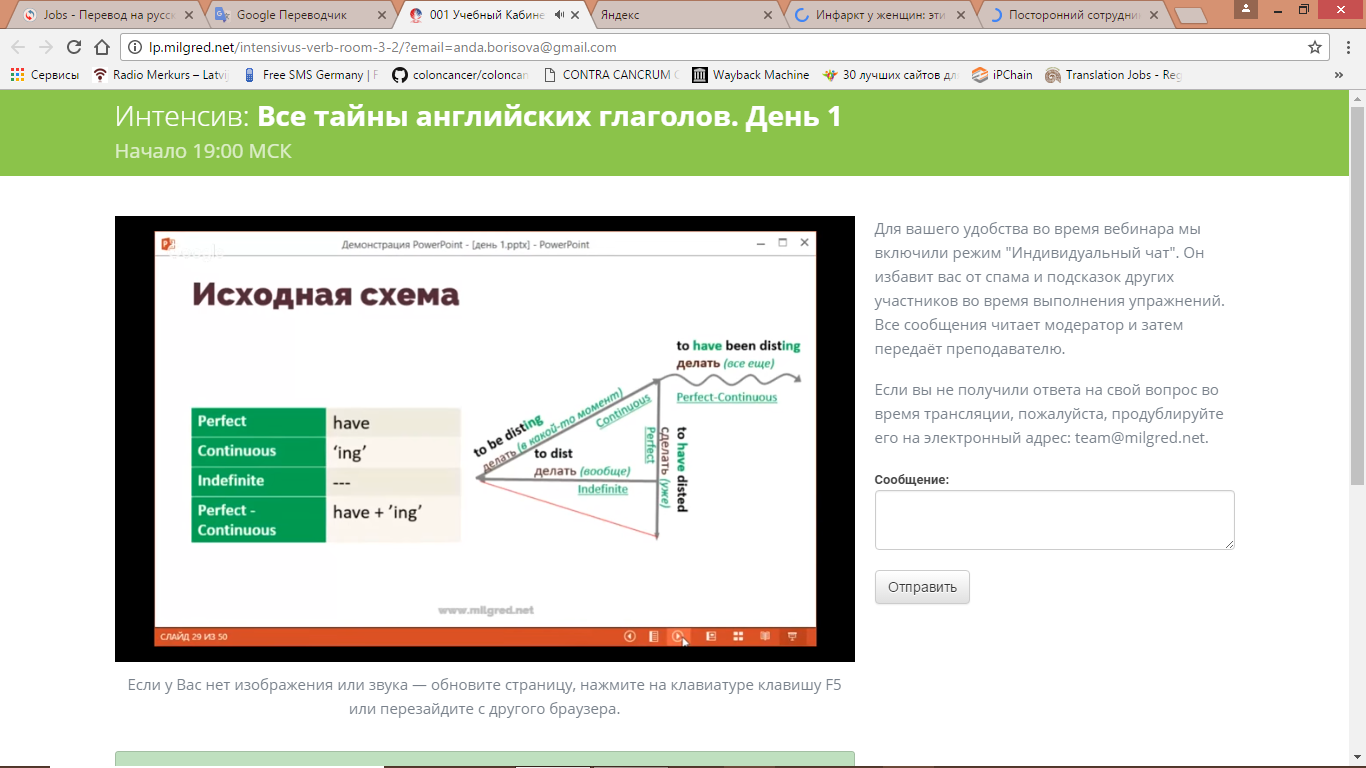 Jobs - Перевод на русск
Google Переводчик
001 Учебный Кабине
Яндекс
Инфаркт у женщин: эти
Посторонний сотрудни
lp.milgred.net/intensivus-verb-room-3-2/?email=anda.borisova@gmail.com
Сервисы
Radio Merkurs – Latvij
Free SMS Germany | F
coloncancer/coloncan
CONTRA CANCRUM C
Wayback Machine
30 лучших сайтов для
iPChain
Translation Jobs - Reg
»
Интенсив: Все тайны английских глаголов. День 1
Начало 19:00 МСК
Демонстрация PowerPoint - [день 1.pptx] - PowerPoint
Исходная схема
Perfect have
Continuous ‘ing’
Indefinite ---
Perfect - have + ’ing’
Continuous
to have been disting
делать (все еще)
Perfect-Continuous
to be disting
делать (в какой-то момент)
Continuous
to dist
делать (вообще)
Indefinite
to have disted
сделать (уже)
Perfect
www.milgred.net
СЛАЙД 29 ИЗ 50
Если у Вас нет изображения или звука — обновите страницу, нажмите на клавиатуре клавишу F5
или перезайдите с другого браузера.
Для вашего удобства во время вебинара мы
включили режим "Индивидуальный чат". Он
избавит вас от спама и подсказок других
участников во время выполнения упражнений.
Все сообщения читает модератор и затем
передаёт преподавателю.
Если вы не получили ответа на свой вопрос во
время трансляции, пожалуйста, продублируйте
его на электронный адрес: team@milgred.net.
Сообщение:
Отправить